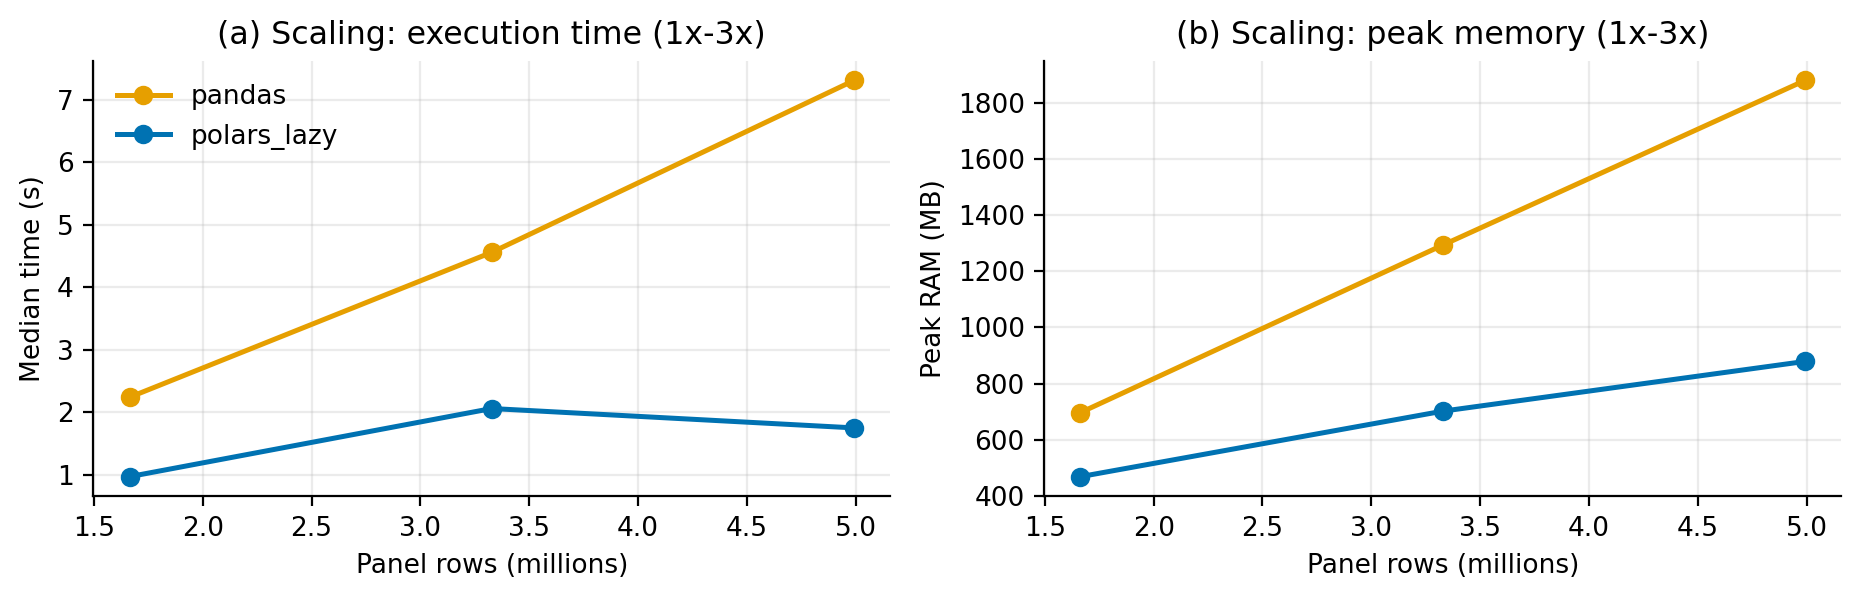 (a) Scaling: execution time (1x-3x)
pandas
polars_lazy
Median time (s)
7
6
5
4
3
2
1
1.5 2.0 2.5 3.0 3.5 4.0 4.5 5.0
Panel rows (millions)
(b) Scaling: peak memory (1x-3x)
Peak RAM (MB)
1800
1600
1400
1200
1000
800
600
400
1.5 2.0 2.5 3.0 3.5 4.0 4.5 5.0
Panel rows (millions)